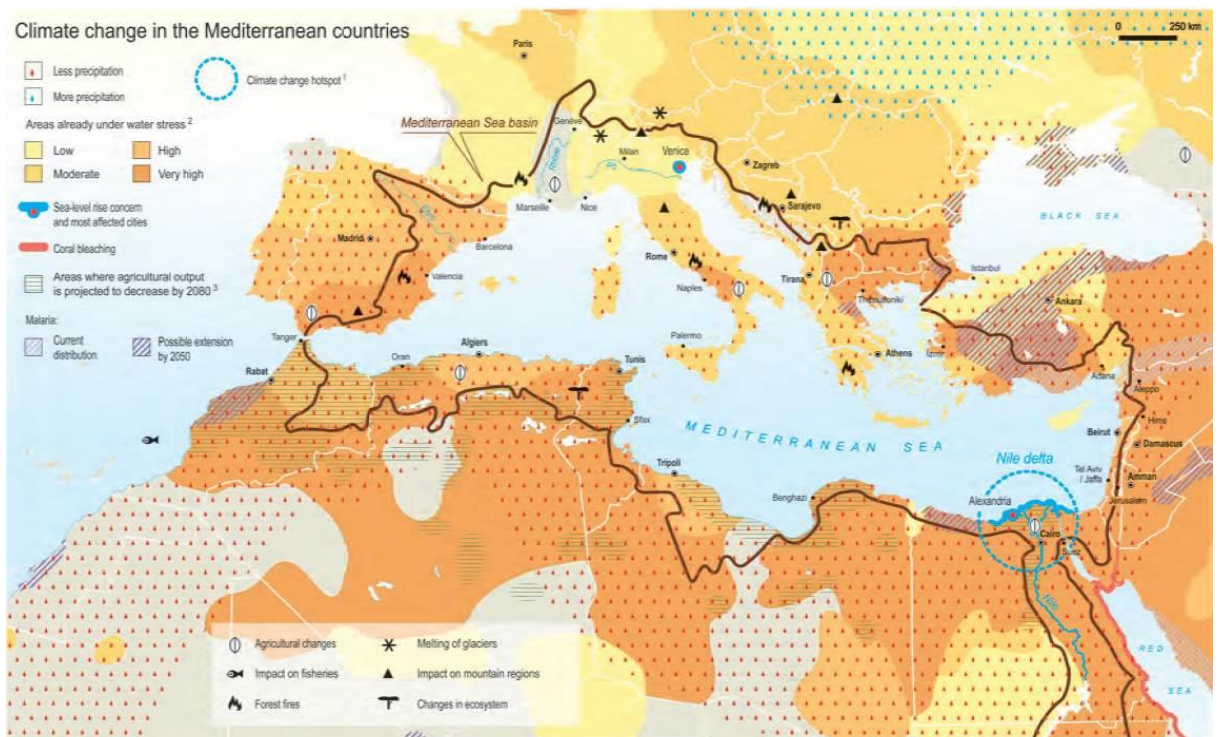 Climate change in the Mediterranean countries
0 250 km
Less precipitation
More precipitation
Climate change hotspot 1
Areas already under water stress 2
Low
High
Moderate
Very high
Sea-level rise concern
and most affected cities
Coral bleaching
Areas where agricultural output
is projected to decrease by 2080 3
Malaria:
Current
distribution
Possible extension
by 2050
Mediterranean Sea basin
Paris
Genève
Rhone
Milan
Po
Venice
Zagreb
Marseille
Nice
Sarajevo
BLACK SEA
Ebro
Madrid
Barcelona
Rome
Tirana
Istanbul
Valencia
Naples
Thessaloniki
Ankara
Tanger
Palermo
Athens
Izmir
Algiers
Oran
Tunis
Adana
Aleppo
Rabat
Sfax
MEDITERRANEAN SEA
Beirut
Hims
Damascus
Tripoli
Nile delta
Tel Aviv
/ Jaffa
Amman
Benghazi
Alexandria
Jerusalem
Cairo
Suez
Nile
RED
SEA
Agricultural changes
Melting of glaciers
Impact on fisheries
Impact on mountain regions
Forest fires
Changes in ecosystem